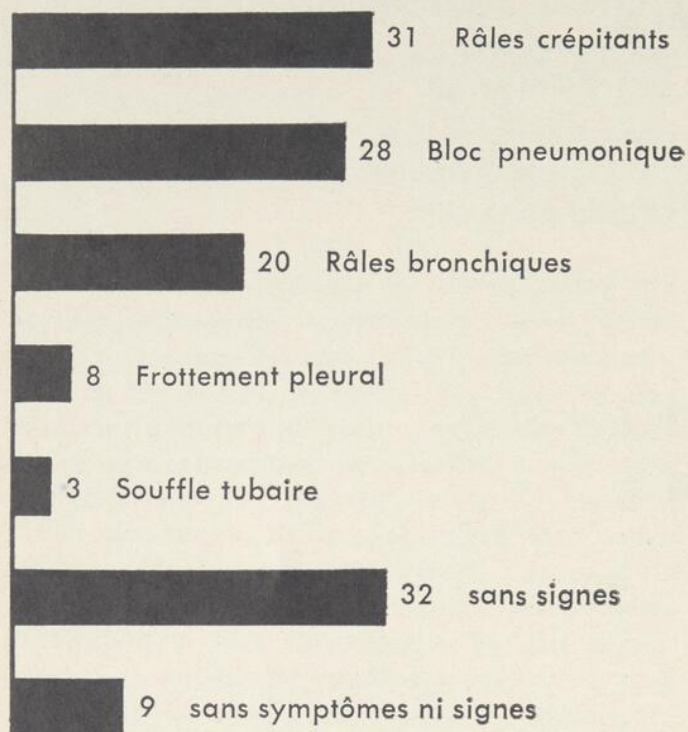 31 Râles crépitants
28 Bloc pneumonique
20 Râles bronchiques
8 Frottement pleural
3 Souffle tubaire
32 sans signes
9 sans symptômes ni signes